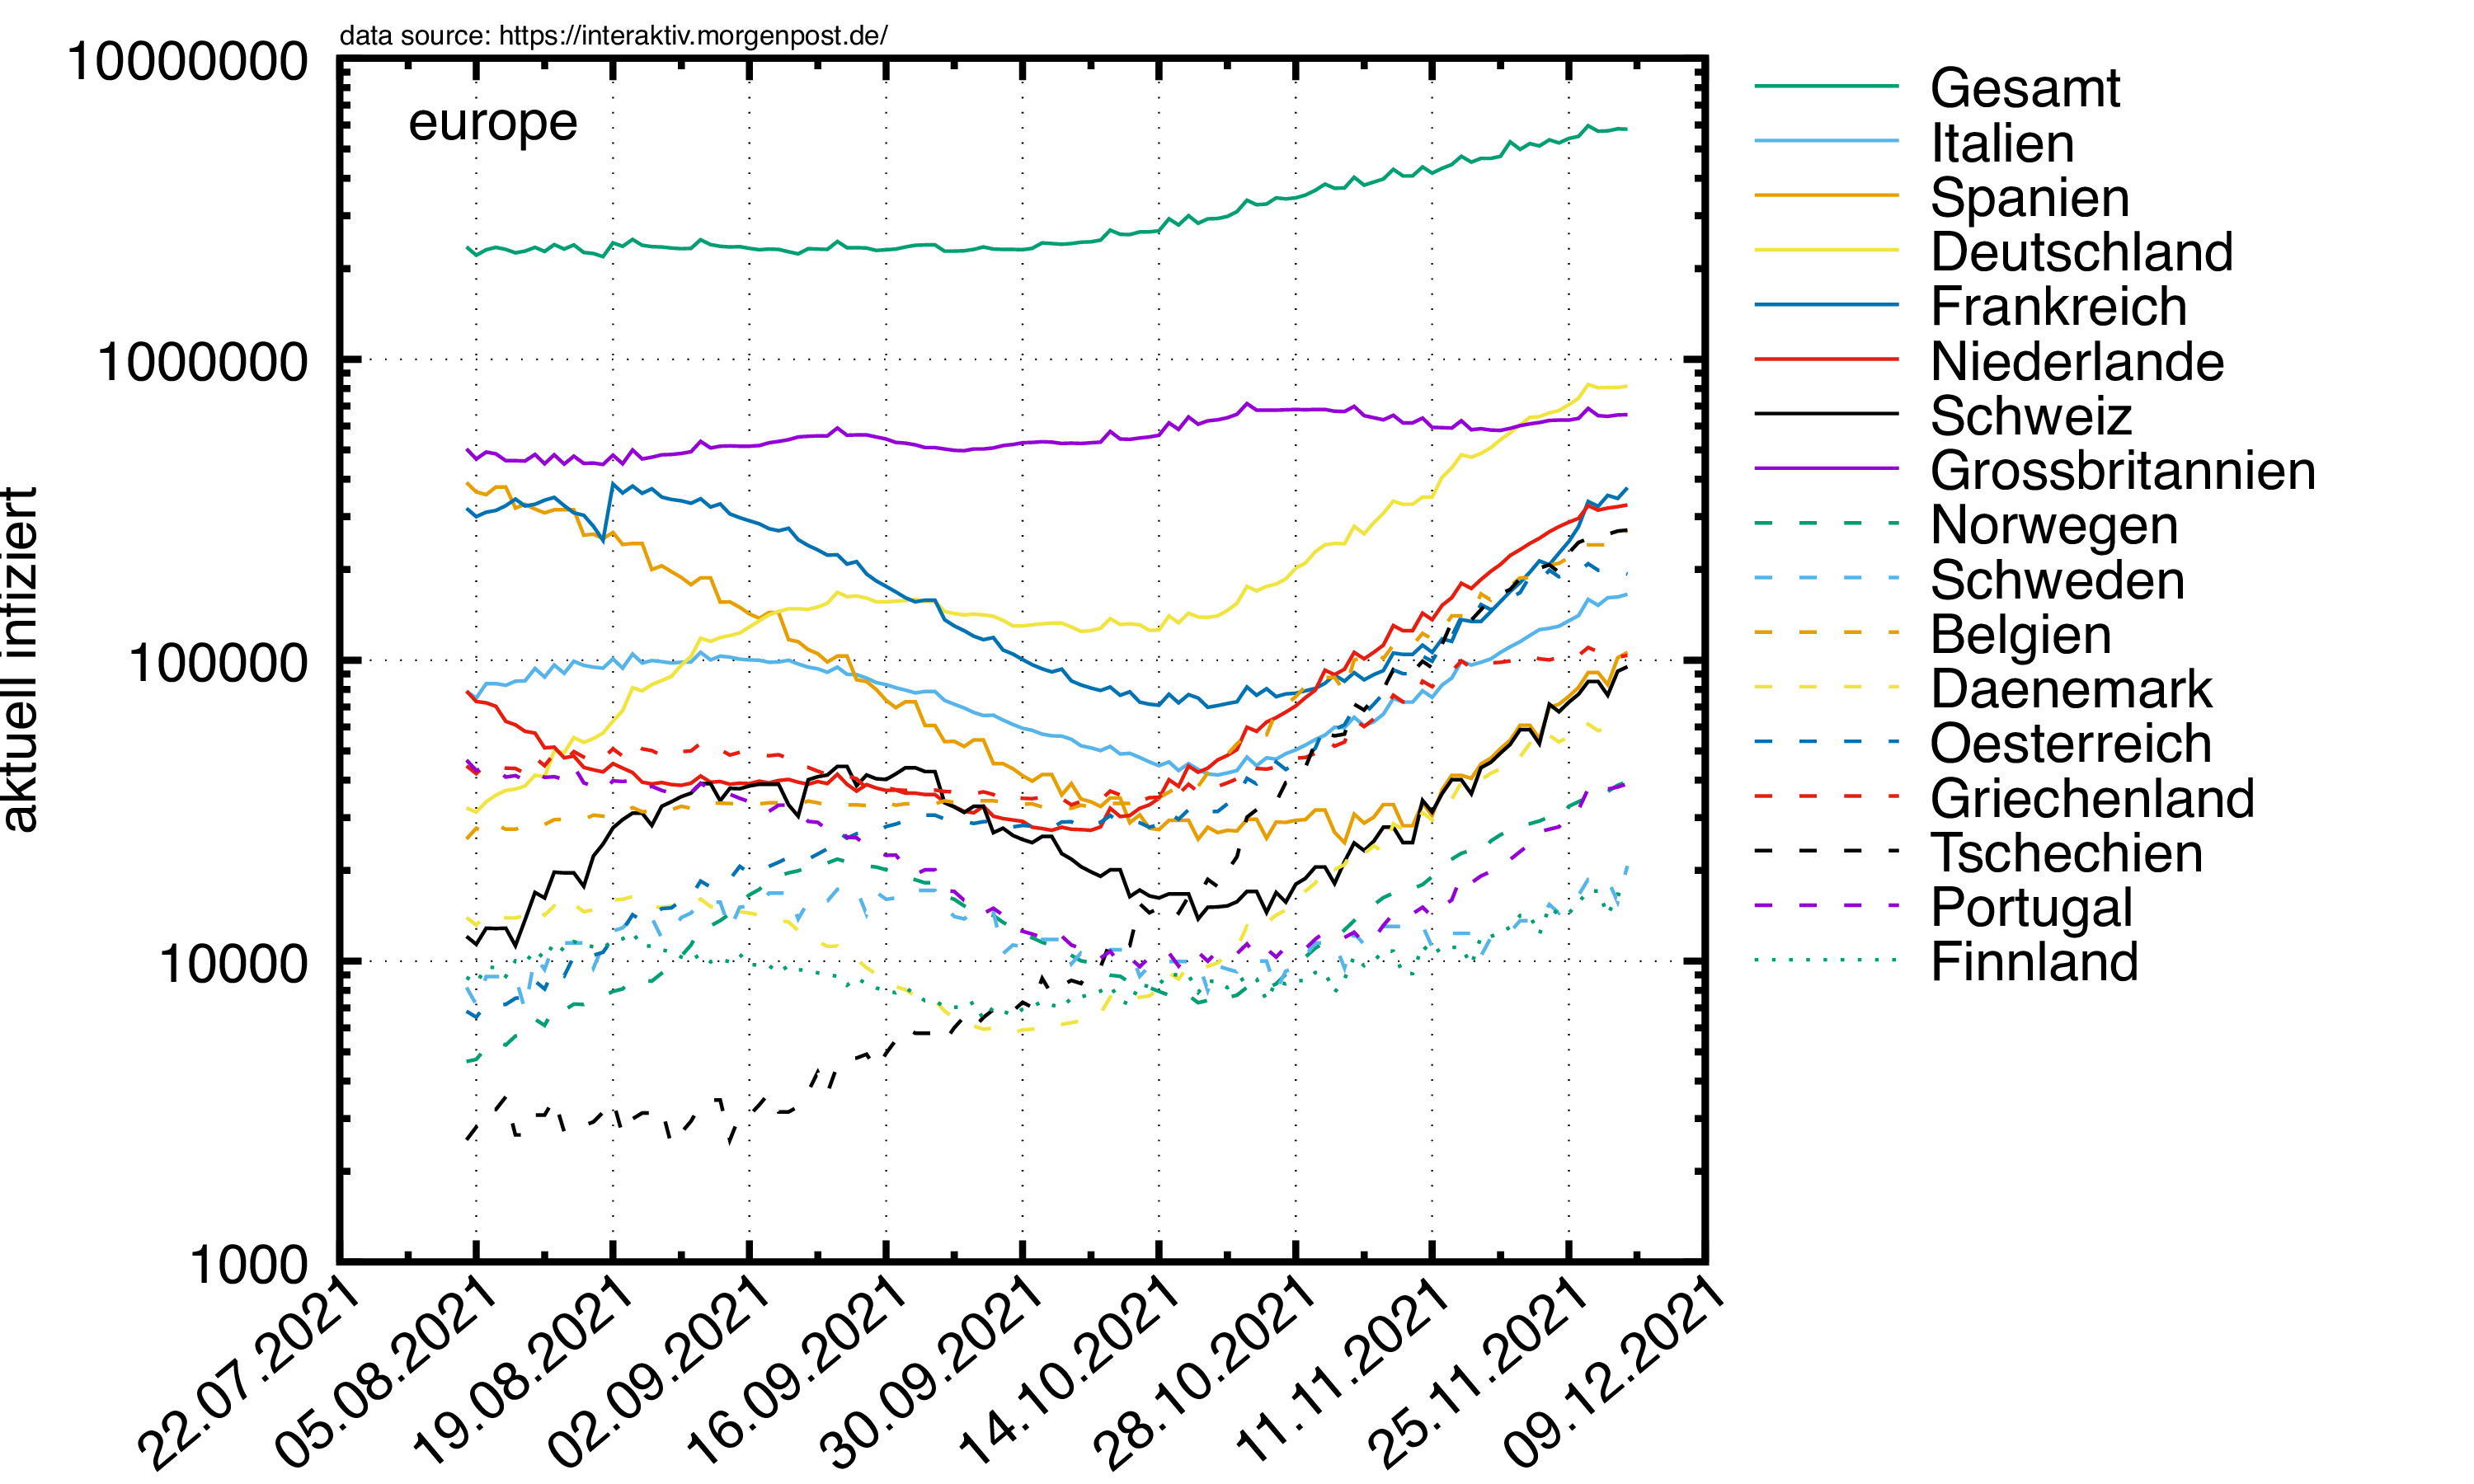 data source: https://interaktiv.morgenpost.de/
europe
10000000
1000000
100000
10000
1000
aktuell infiziert
22.07.2021
05.08.2021
19.08.2021
02.09.2021
16.09.2021
30.09.2021
14.10.2021
28.10.2021
11.11.2021
25.11.2021
09.12.2021
Gesamt
Italien
Spanien
Deutschland
Frankreich
Niederlande
Schweiz
Grossbritannien
Norwegen
Schweden
Belgien
Daenemark
Oesterreich
Griechenland
Tschechien
Portugal
Finnland